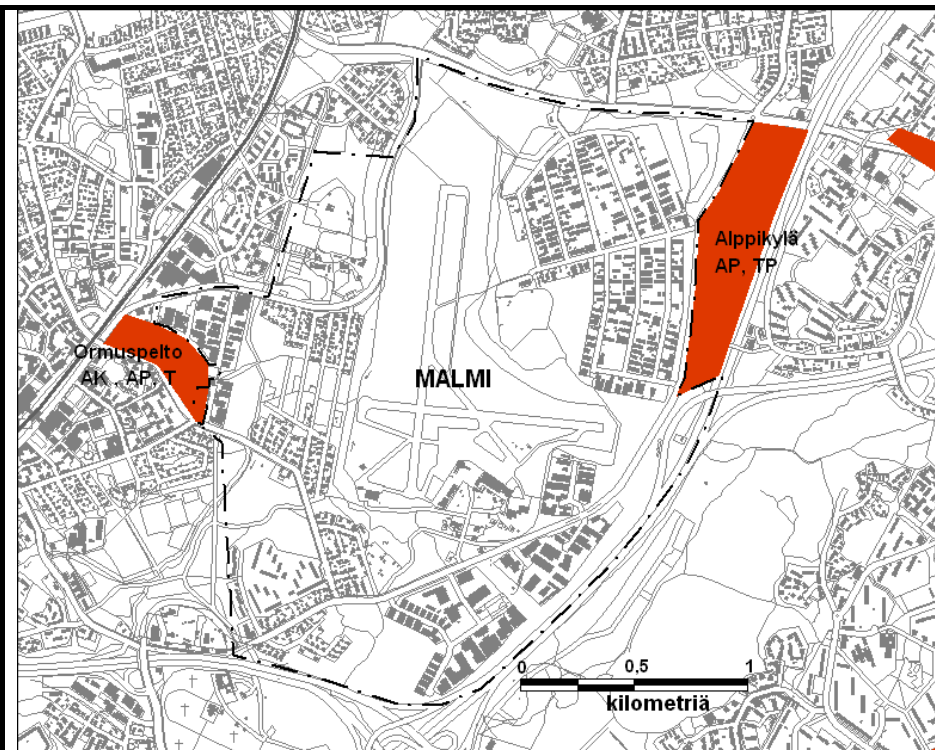 Alppikylä
AP, TP
Ormuspelto
AK , AP, T
MALMI
0 0,5 1
kilometriä